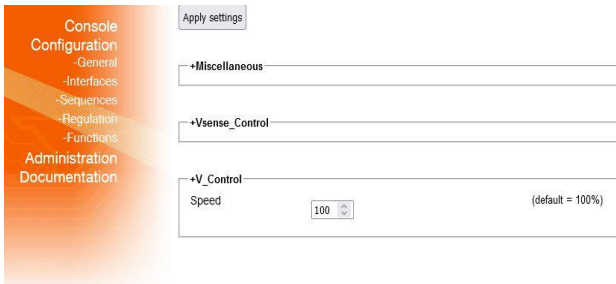 Console
Configuration
-General
-Interfaces
-Sequences
-Regulation
-Functions
Administration
Documentation
Apply settings
+Miscellaneous
+Vsense_Control
+V_Control
Speed 100 (default = 100%)